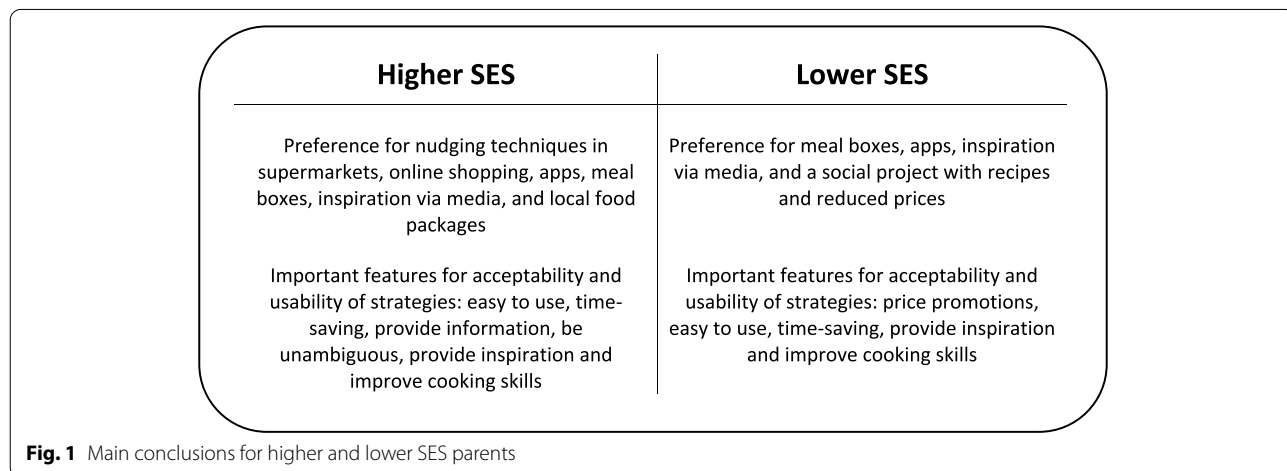 Higher SES
Lower SES
Preference for nudging techniques in
supermarkets, online shopping, apps, meal
boxes, inspiration via media, and local food
packages
Preference for meal boxes, apps, inspiration
via media, and a social project with recipes
and reduced prices
Important features for acceptability and
usability of strategies: easy to use, time-
saving, provide information, be
unambiguous, provide inspiration and
improve cooking skills
Important features for acceptability and
usability of strategies: price promotions,
easy to use, time-saving, provide inspiration
and improve cooking skills
Fig. 1 Main conclusions for higher and lower SES parents